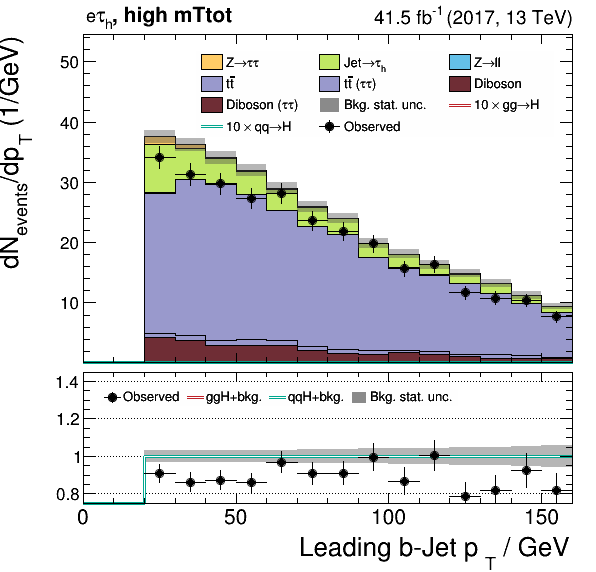 eτh, high mTtot
41.5 fb⁻¹ (2017, 13 TeV)
dN_events/dp_T (1/GeV)
50
40
30
20
10
Z→ττ Jet→τh Z→ll
tt̄ tt̄ (ττ) Diboson
Diboson (ττ) Bkg. stat. unc. 10 × gg→H
10 × qq→H Observed
1.4
1.2
1
0.8
Observed ggH+bkg. qqH+bkg. Bkg. stat. unc.
0 50 100 150
Leading b-Jet p_T / GeV